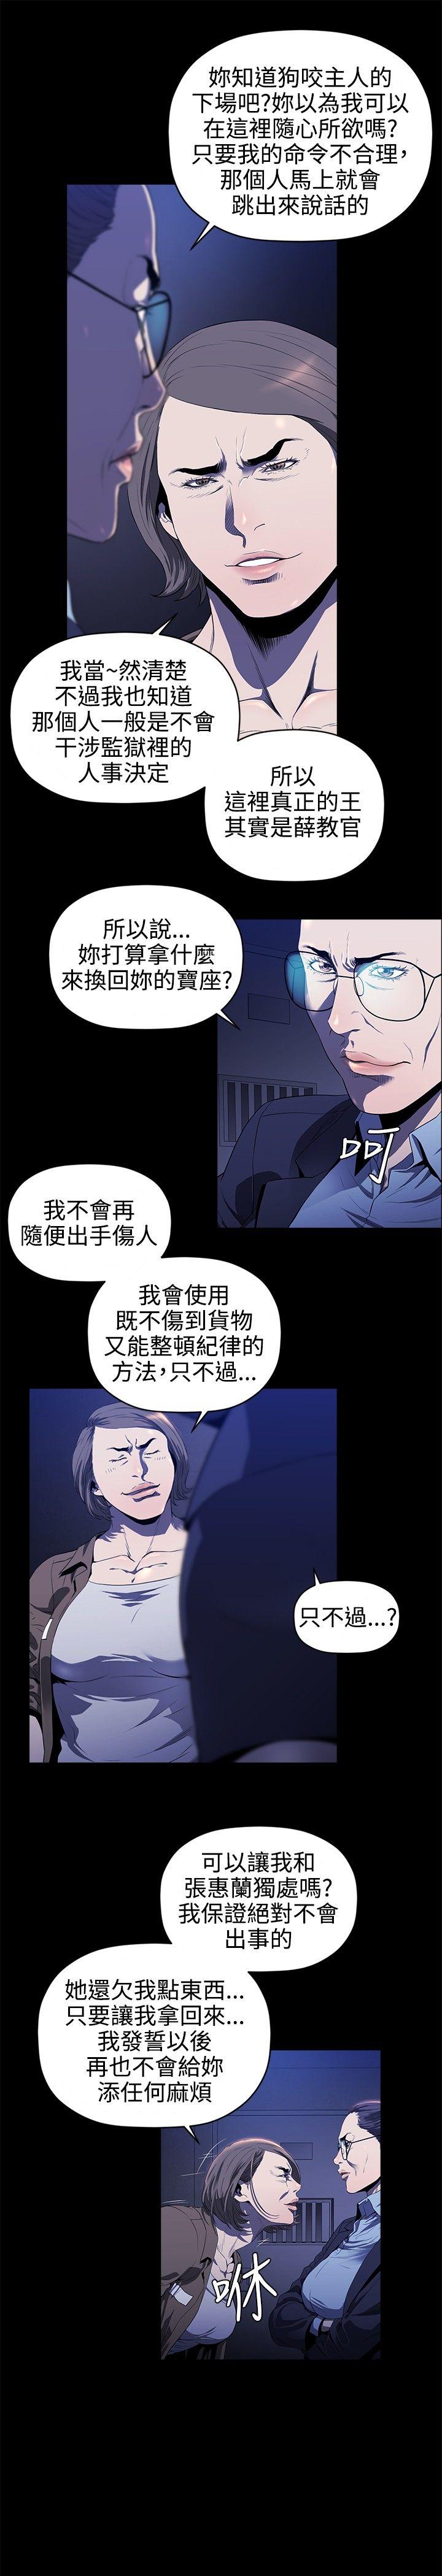 妳知道狗咬主人的
下場吧?妳以為我可以
在這裡隨心所欲嗎?
只要我的命令不合理,
那個人馬上就會
跳出來說話的
我當~然清楚
不過我也知道
那個人一般是不會
干涉監獄裡的
人事決定
所以
這裡真正的王
其實是薛教官
所以說...
妳打算拿什麼
來換回妳的寶座?
呵
我不會再
隨便出手傷人
我會使用
既不傷到貨物
又能整頓紀律的
方法,只不過...
只不過...?
可以讓我和
張惠蘭獨處嗎?
我保證絕對不會
出事的
她還欠我點東西...
只要讓我拿回來...
我發誓以後
再也不會給妳
添任何麻煩
咻